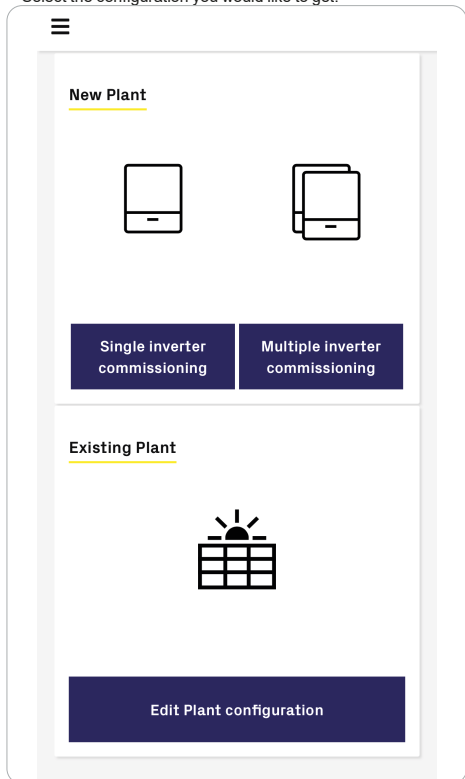 Select the configuration you would like to get:
New Plant
Single inverter
commissioning
Multiple inverter
commissioning
Existing Plant
Edit Plant configuration